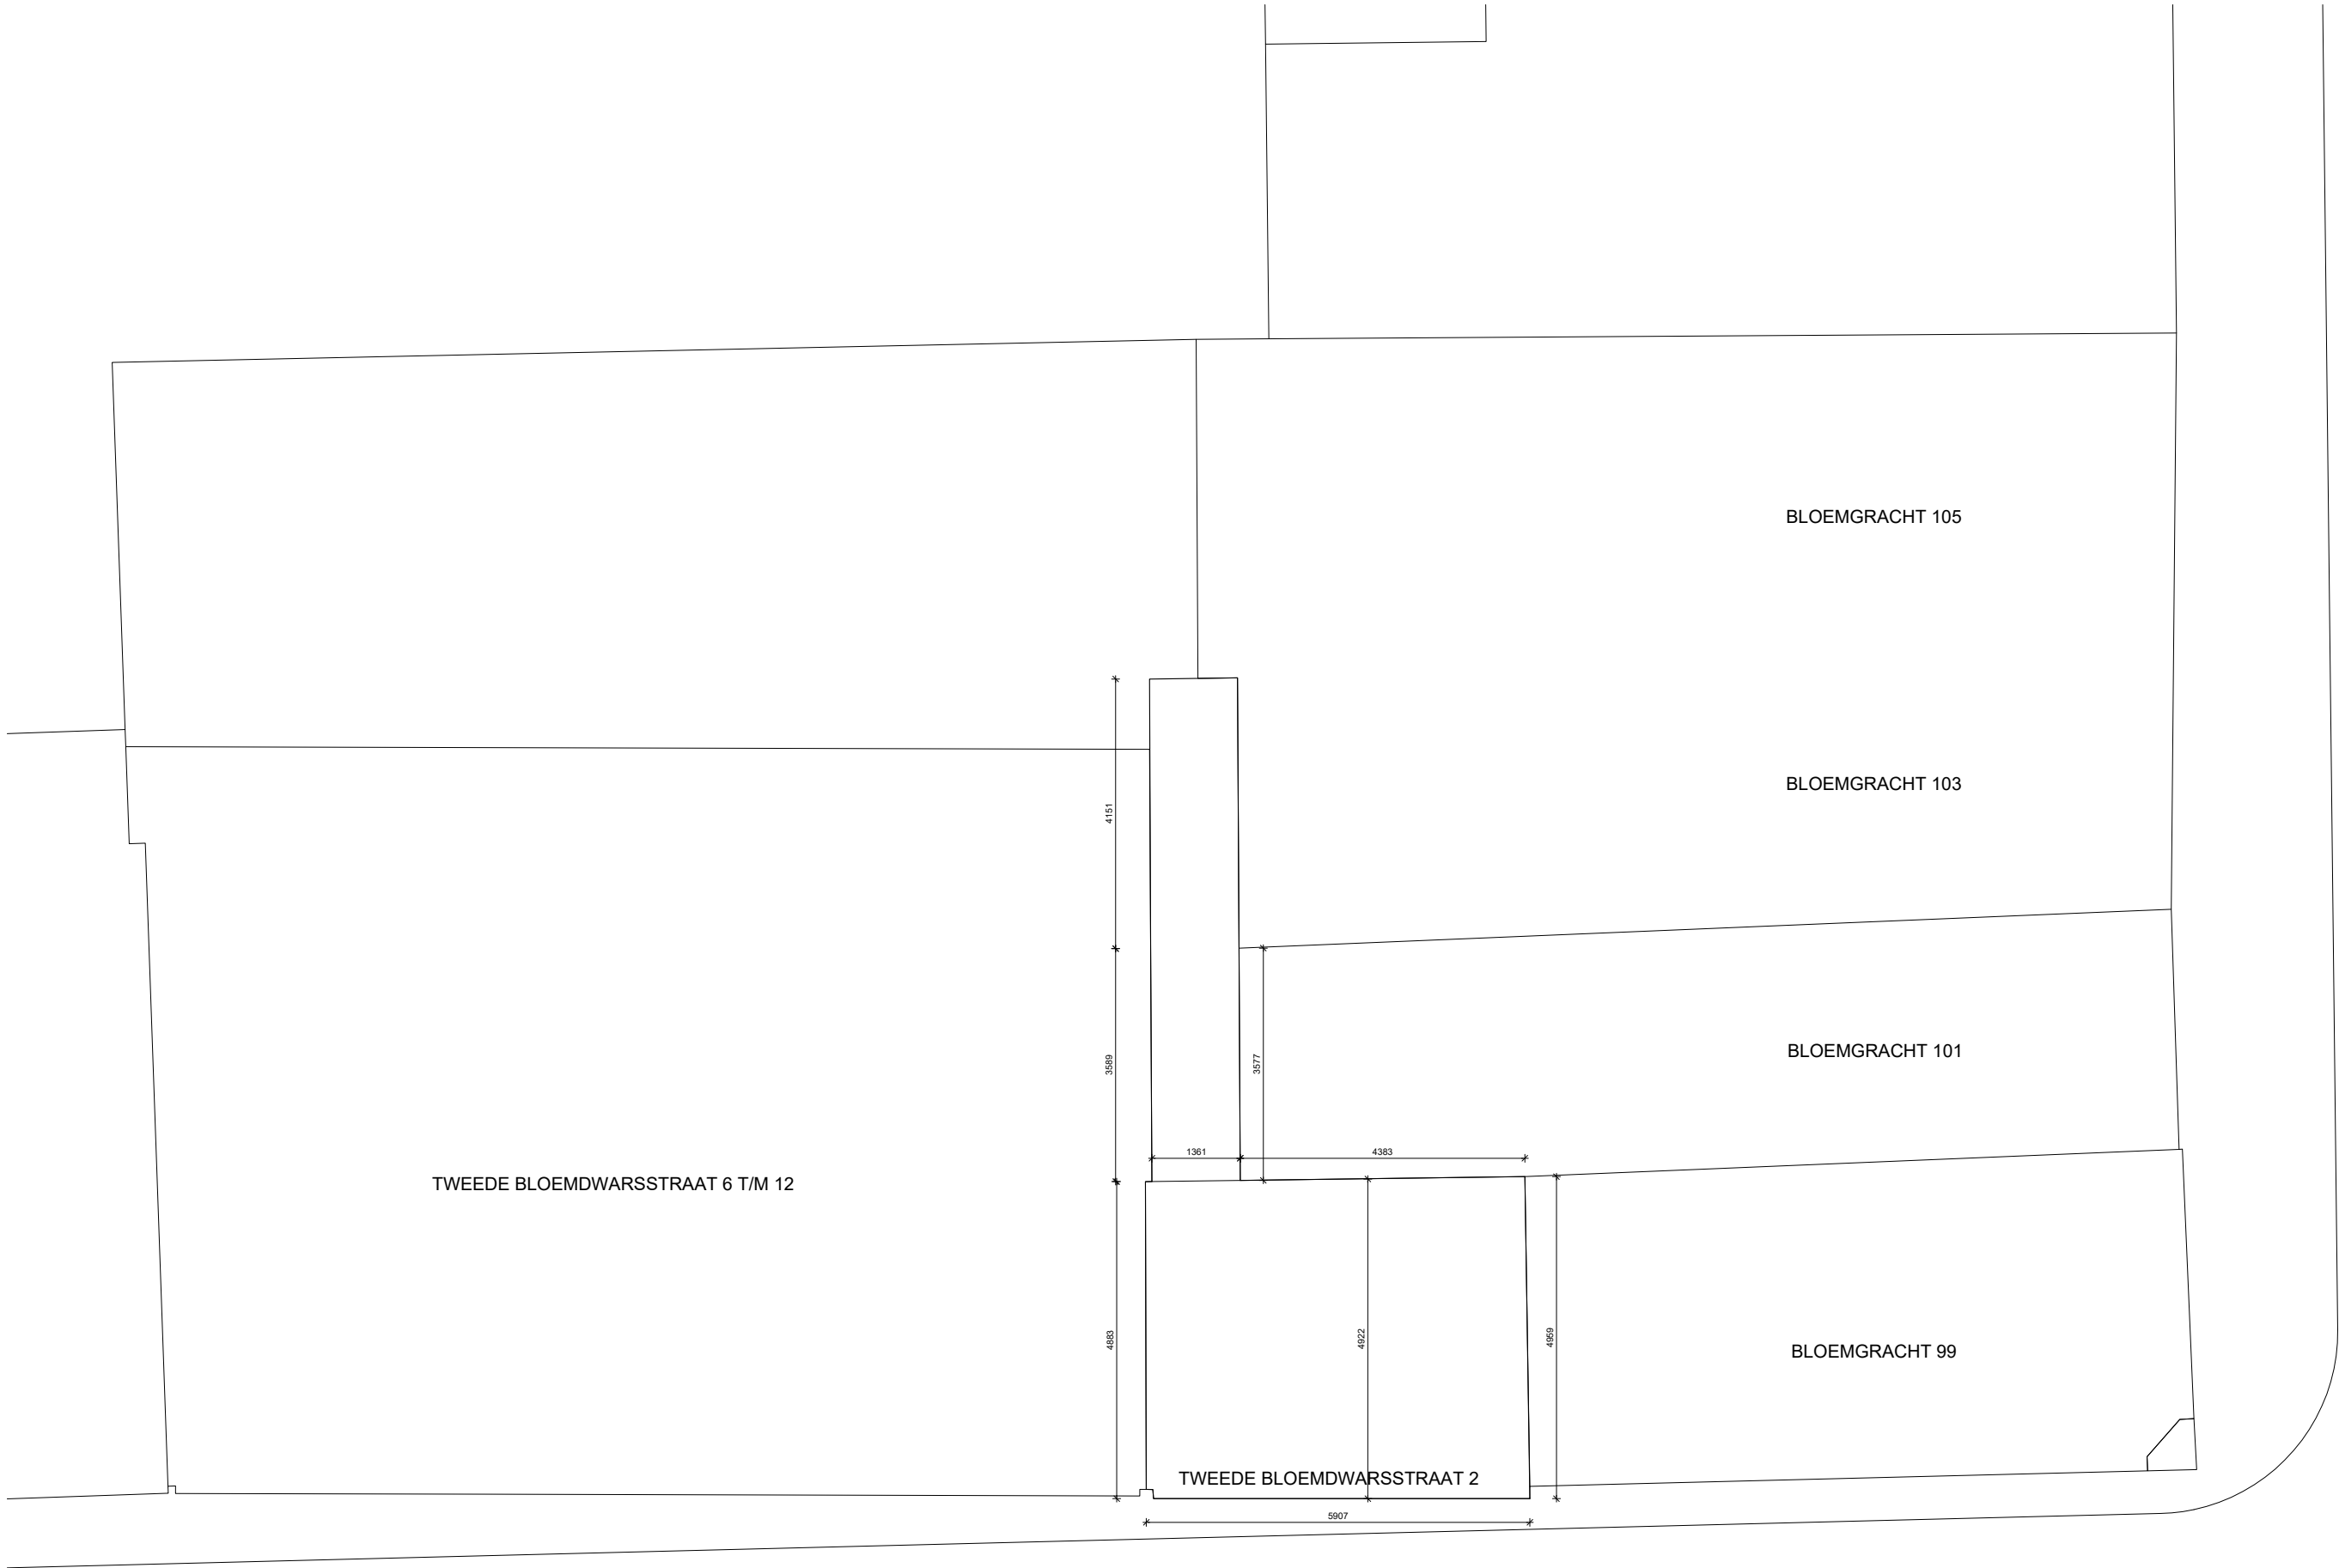 BLOEMGRACHT 105
BLOEMGRACHT 103
4151
BLOEMGRACHT 101
3589
3577
1361
4383
TWEEDE BLOEMDWARSSTRAAT 6 T/M 12
4883
4922
4959
BLOEMGRACHT 99
TWEEDE BLOEMDWARSSTRAAT 2
5907